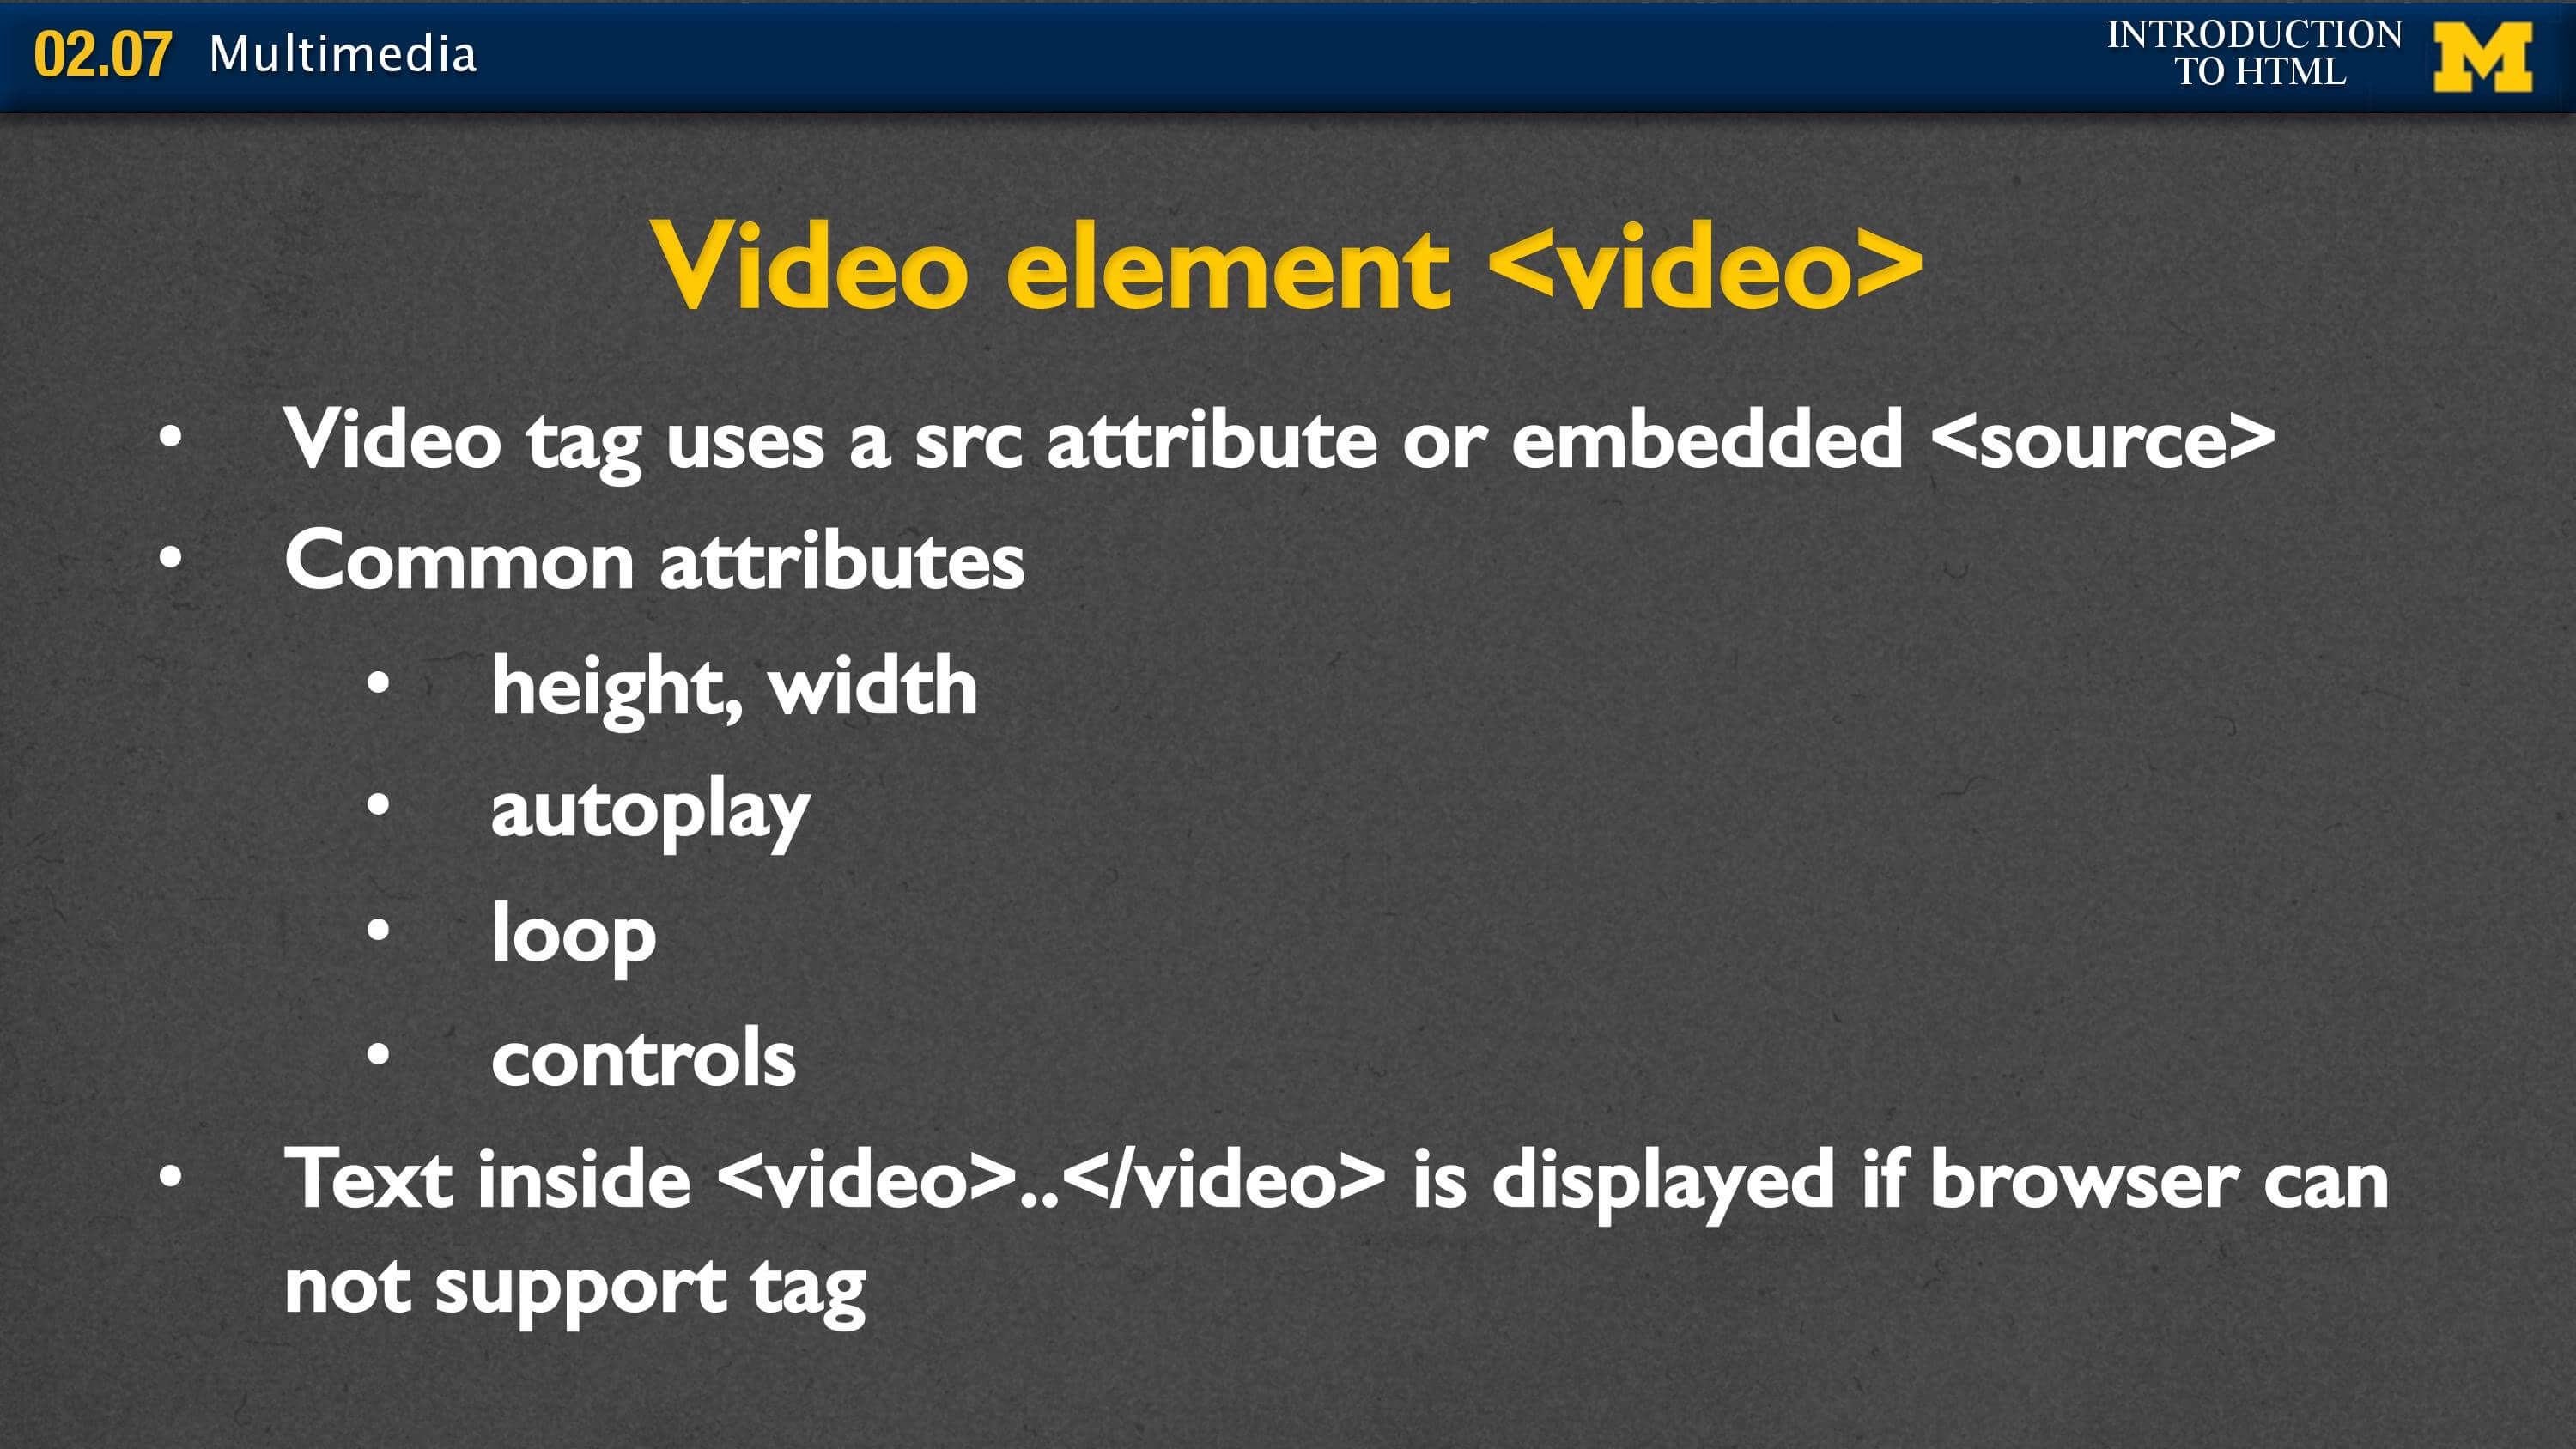 02.07 Multimedia
INTRODUCTION
TO HTML
M
Video element <video>
• Video tag uses a src attribute or embedded <source>
• Common attributes
• height, width
• autoplay
• loop
• controls
• Text inside <video>..</video> is displayed if browser can
not support tag